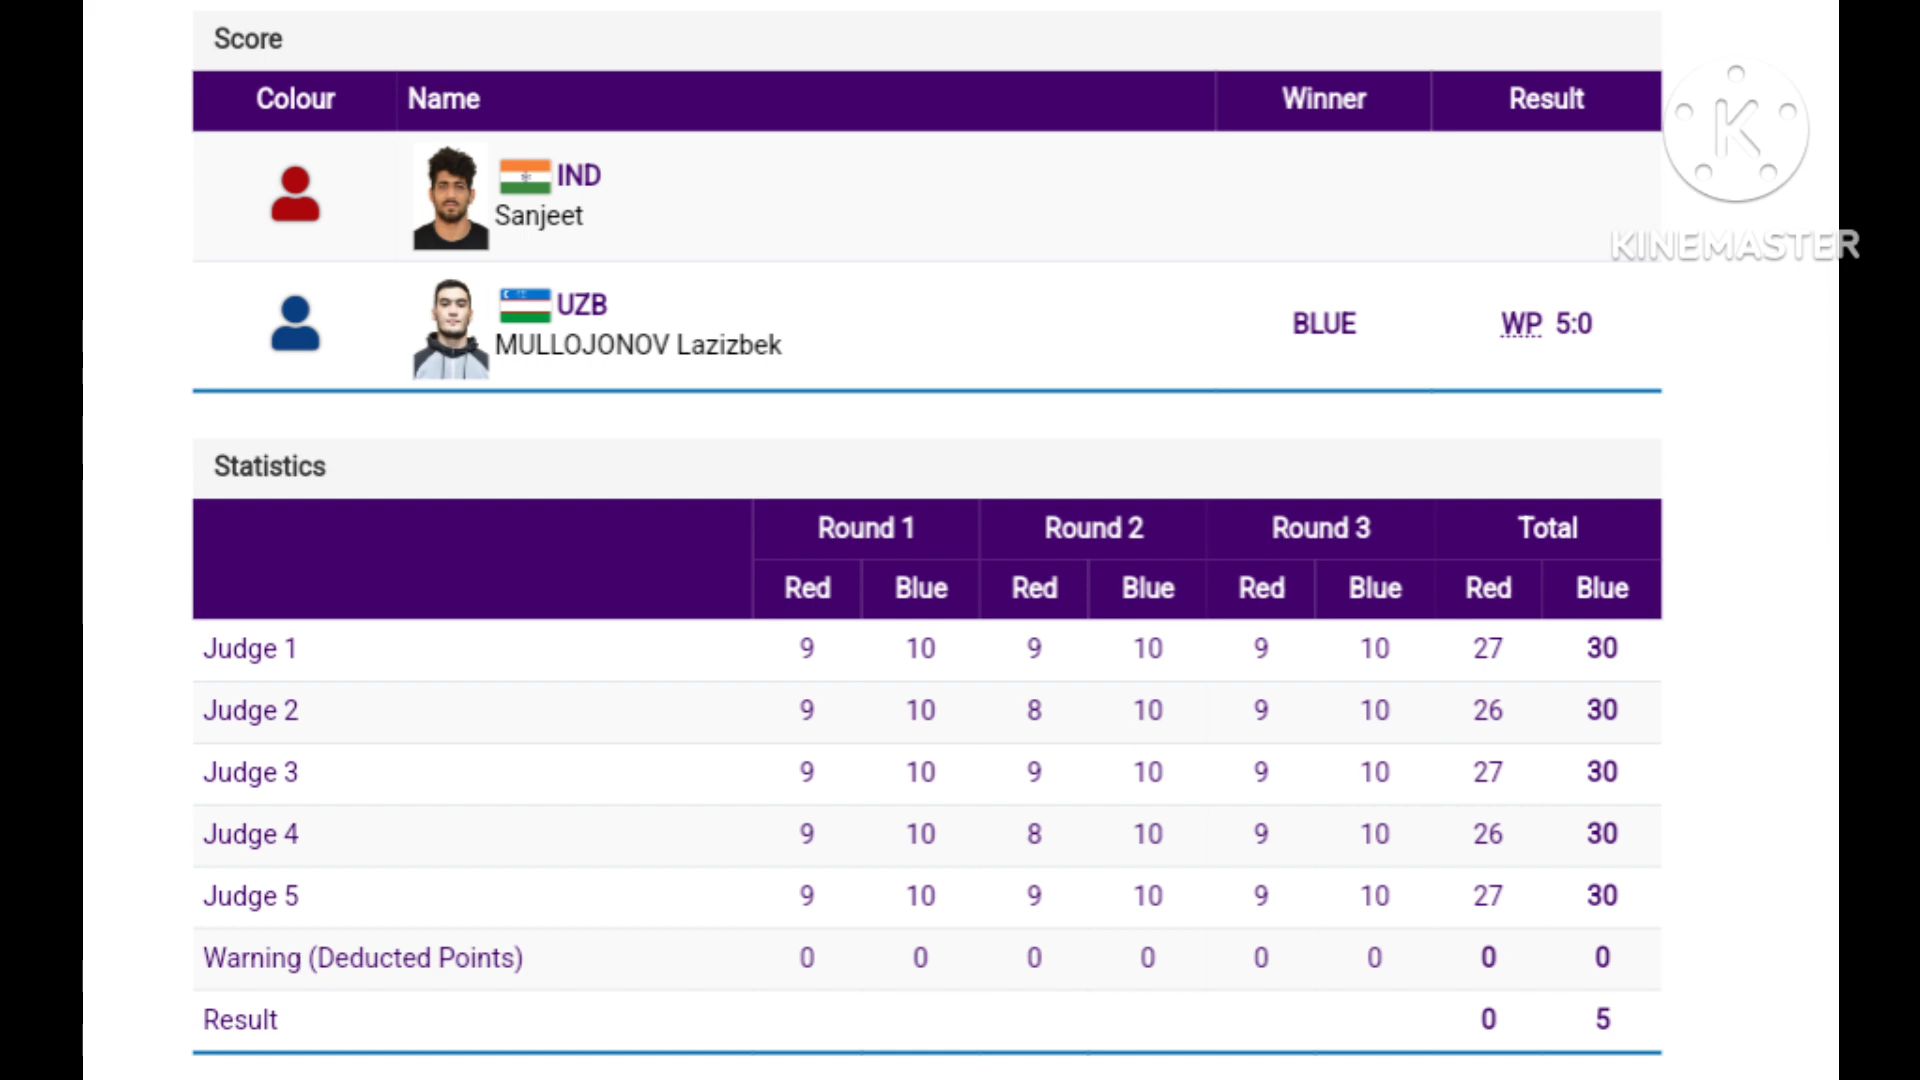 Score
Colour Name Winner Result
IND
Sanjeet
UZB
MULLOJONOV Lazizbek BLUE WP 5:0
K
KINEMASTER
Statistics
Round 1 Round 2 Round 3 Total
Red Blue Red Blue Red Blue Red Blue
Judge 1 9 10 9 10 9 10 27 30
Judge 2 9 10 8 10 9 10 26 30
Judge 3 9 10 9 10 9 10 27 30
Judge 4 9 10 8 10 9 10 26 30
Judge 5 9 10 9 10 9 10 27 30
Warning (Deducted Points) 0 0 0 0 0 0 0 0
Result 0 5